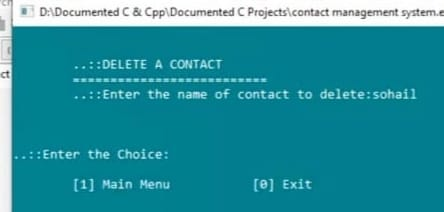 D:\Documented C & Cpp\Documented C Projects\contact management system.e
..::DELETE A CONTACT
===========================
..::Enter the name of contact to delete:sohail
..::Enter the Choice:
[1] Main Menu [0] Exit